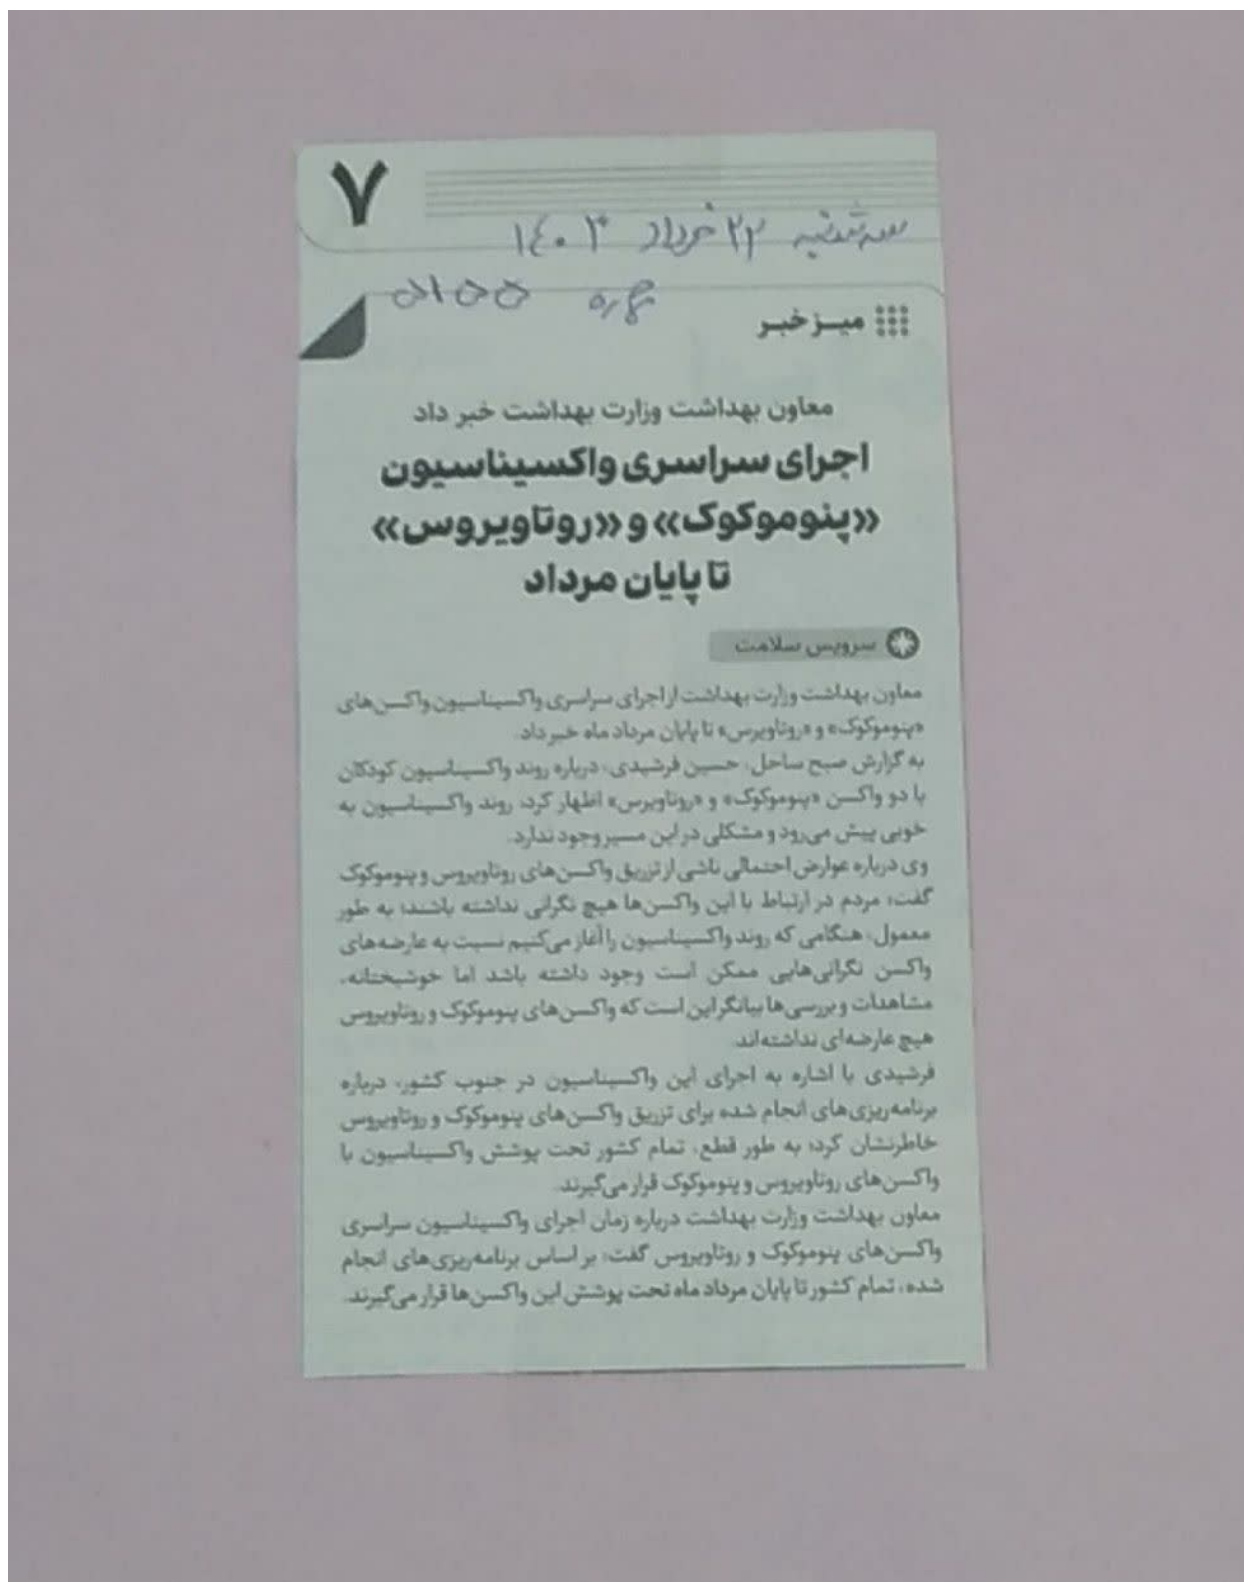 ۷
سه‌شنبه ۲۲ خرداد ۱۴۰۳
۵۱۵۵
میــز خبــر
معاون بهداشت وزارت بهداشت خبر داد
اجرای سراسری واکسیناسیون
«پنوموکوک» و «روتاویروس»
تا پایان مرداد
سرویس سلامت
معاون بهداشت وزارت بهداشت از اجرای سراسری واکسیناسیون واکسن‌های
«پنوموکوک» و «روتاویرس» تا پایان مرداد ماه خبر داد.
به گزارش صبح ساحل، حسین فرشیدی، درباره روند واکسیناسیون کودکان
با دو واکسن «پنوموکوک» و «روتاویرس» اظهار کرد: روند واکسیناسیون به
خوبی پیش می‌رود و مشکلی در این مسیر وجود ندارد.
وی درباره عوارض احتمالی ناشی از تزریق واکسن‌های روتاویروس و پنوموکوک
گفت: مردم در ارتباط با این واکسن‌ها هیچ نگرانی نداشته باشند؛ به طور
معمول، هنگامی که روند واکسیناسیون را آغاز می‌کنیم نسبت به عارضه‌های
واکسن نگرانی‌هایی ممکن است وجود داشته باشد اما خوشبختانه،
مشاهدات و بررسی‌ها بیانگر این است که واکسن‌های پنوموکوک و روتاویروس
هیچ عارضه‌ای نداشته‌اند.
فرشیدی با اشاره به اجرای این واکسیناسیون در جنوب کشور، درباره
برنامه‌ریزی‌های انجام شده برای تزریق واکسن‌های پنوموکوک و روتاویروس
خاطرنشان کرد: به طور قطع، تمام کشور تحت پوشش واکسیناسیون با
واکسن‌های روتاویروس و پنوموکوک قرار می‌گیرند.
معاون بهداشت وزارت بهداشت درباره زمان اجرای واکسیناسیون سراسری
واکسن‌های پنوموکوک و روتاویروس گفت: بر اساس برنامه‌ریزی‌های انجام
شده، تمام کشور تا پایان مرداد ماه تحت پوشش این واکسن‌ها قرار می‌گیرند.